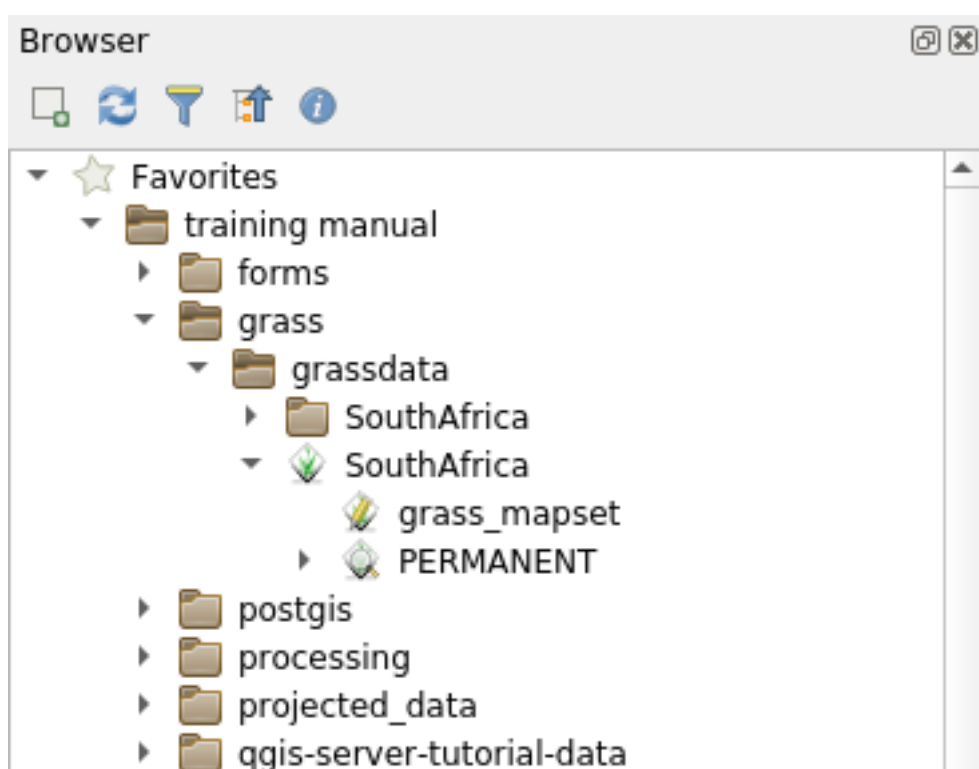 Browser
Favorites
training manual
forms
grass
grassdata
SouthAfrica
SouthAfrica
grass_mapset
PERMANENT
postgis
processing
projected_data
qgis-server-tutorial-data